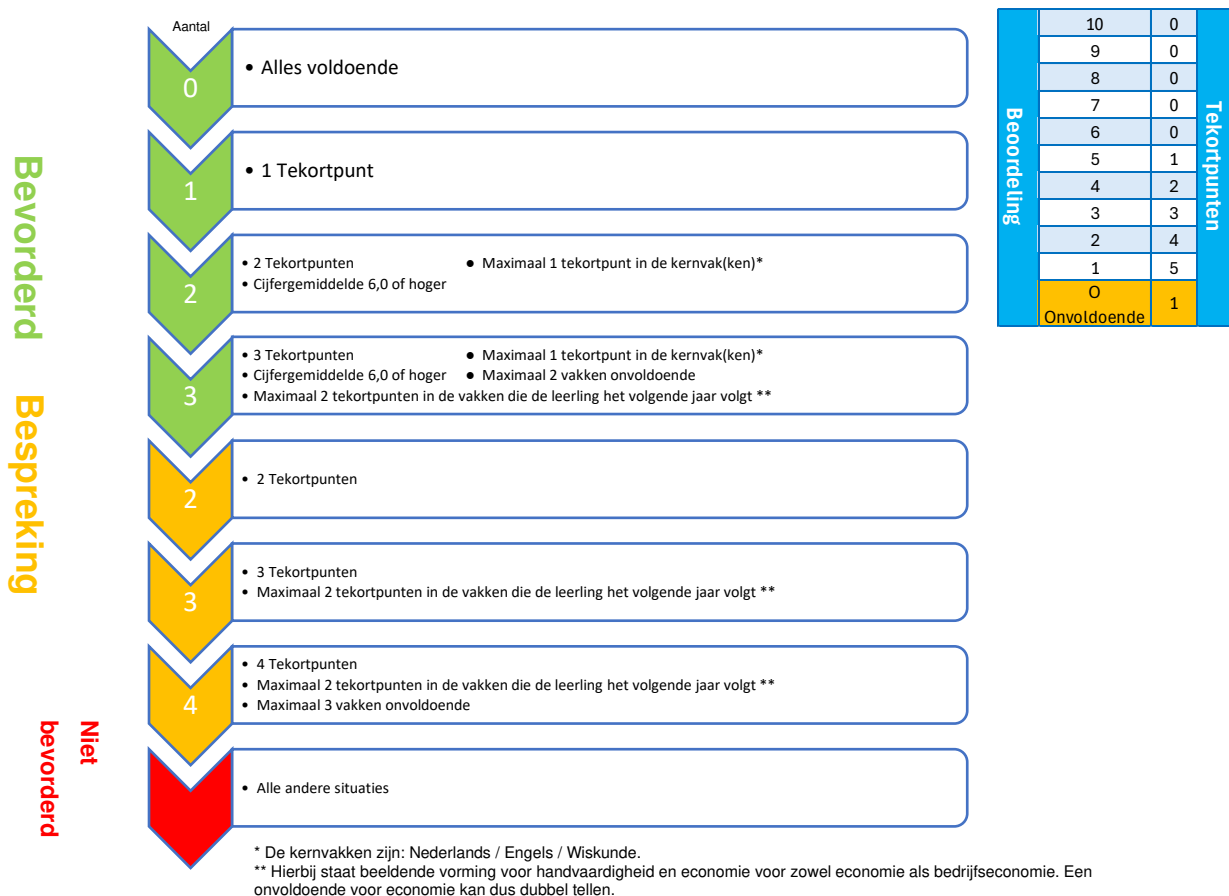 Aantal
Bevorderd
0
• Alles voldoende
1
• 1 Tekortpunt
2
• 2 Tekortpunten ● Maximaal 1 tekortpunt in de kernvak(ken)*
• Cijfergemiddelde 6,0 of hoger
3
• 3 Tekortpunten ● Maximaal 1 tekortpunt in de kernvak(ken)*
• Cijfergemiddelde 6,0 of hoger ● Maximaal 2 vakken onvoldoende
• Maximaal 2 tekortpunten in de vakken die de leerling het volgende jaar volgt **
Bespreking
2
• 2 Tekortpunten
3
• 3 Tekortpunten
• Maximaal 2 tekortpunten in de vakken die de leerling het volgende jaar volgt **
4
• 4 Tekortpunten
• Maximaal 2 tekortpunten in de vakken die de leerling het volgende jaar volgt **
• Maximaal 3 vakken onvoldoende
Niet
bevorderd
• Alle andere situaties
* De kernvakken zijn: Nederlands / Engels / Wiskunde.
** Hierbij staat beeldende vorming voor handvaardigheid en economie voor zowel economie als bedrijfseconomie. Een
onvoldoende voor economie kan dus dubbel tellen.
Beoordeling
Tekortpunten
10 0
9 0
8 0
7 0
6 0
5 1
4 2
3 3
2 4
1 5
O
Onvoldoende 1